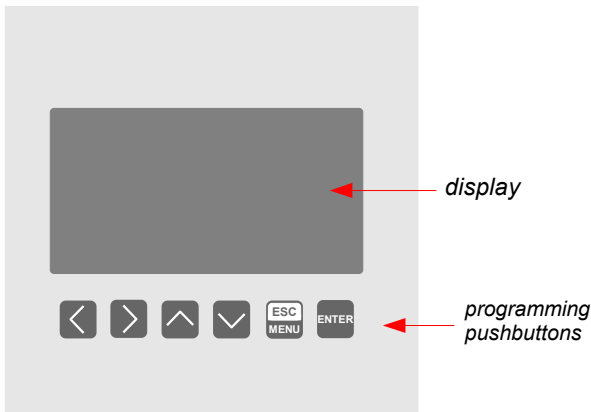 display
ESC
MENU
ENTER
programming
pushbuttons